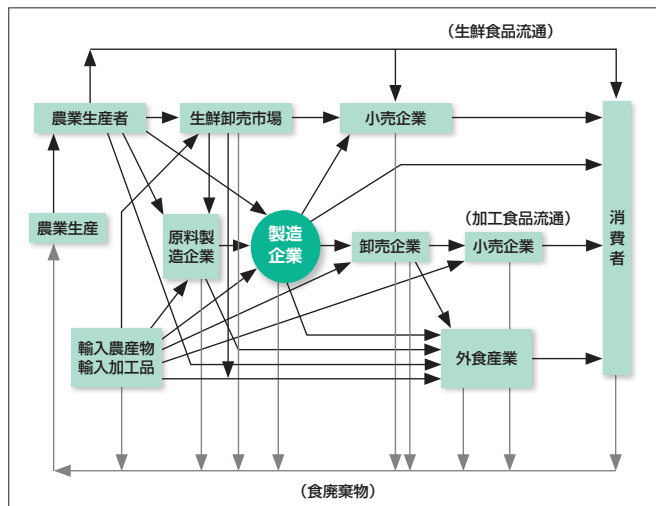 （生鮮食品流通）
農業生産者
生鮮卸売市場
小売企業
農業生産
原料製
造企業
製造
企業
卸売企業
（加工食品流通）
小売企業
消費者
輸入農産物
輸入加工品
外食産業
（食廃棄物）